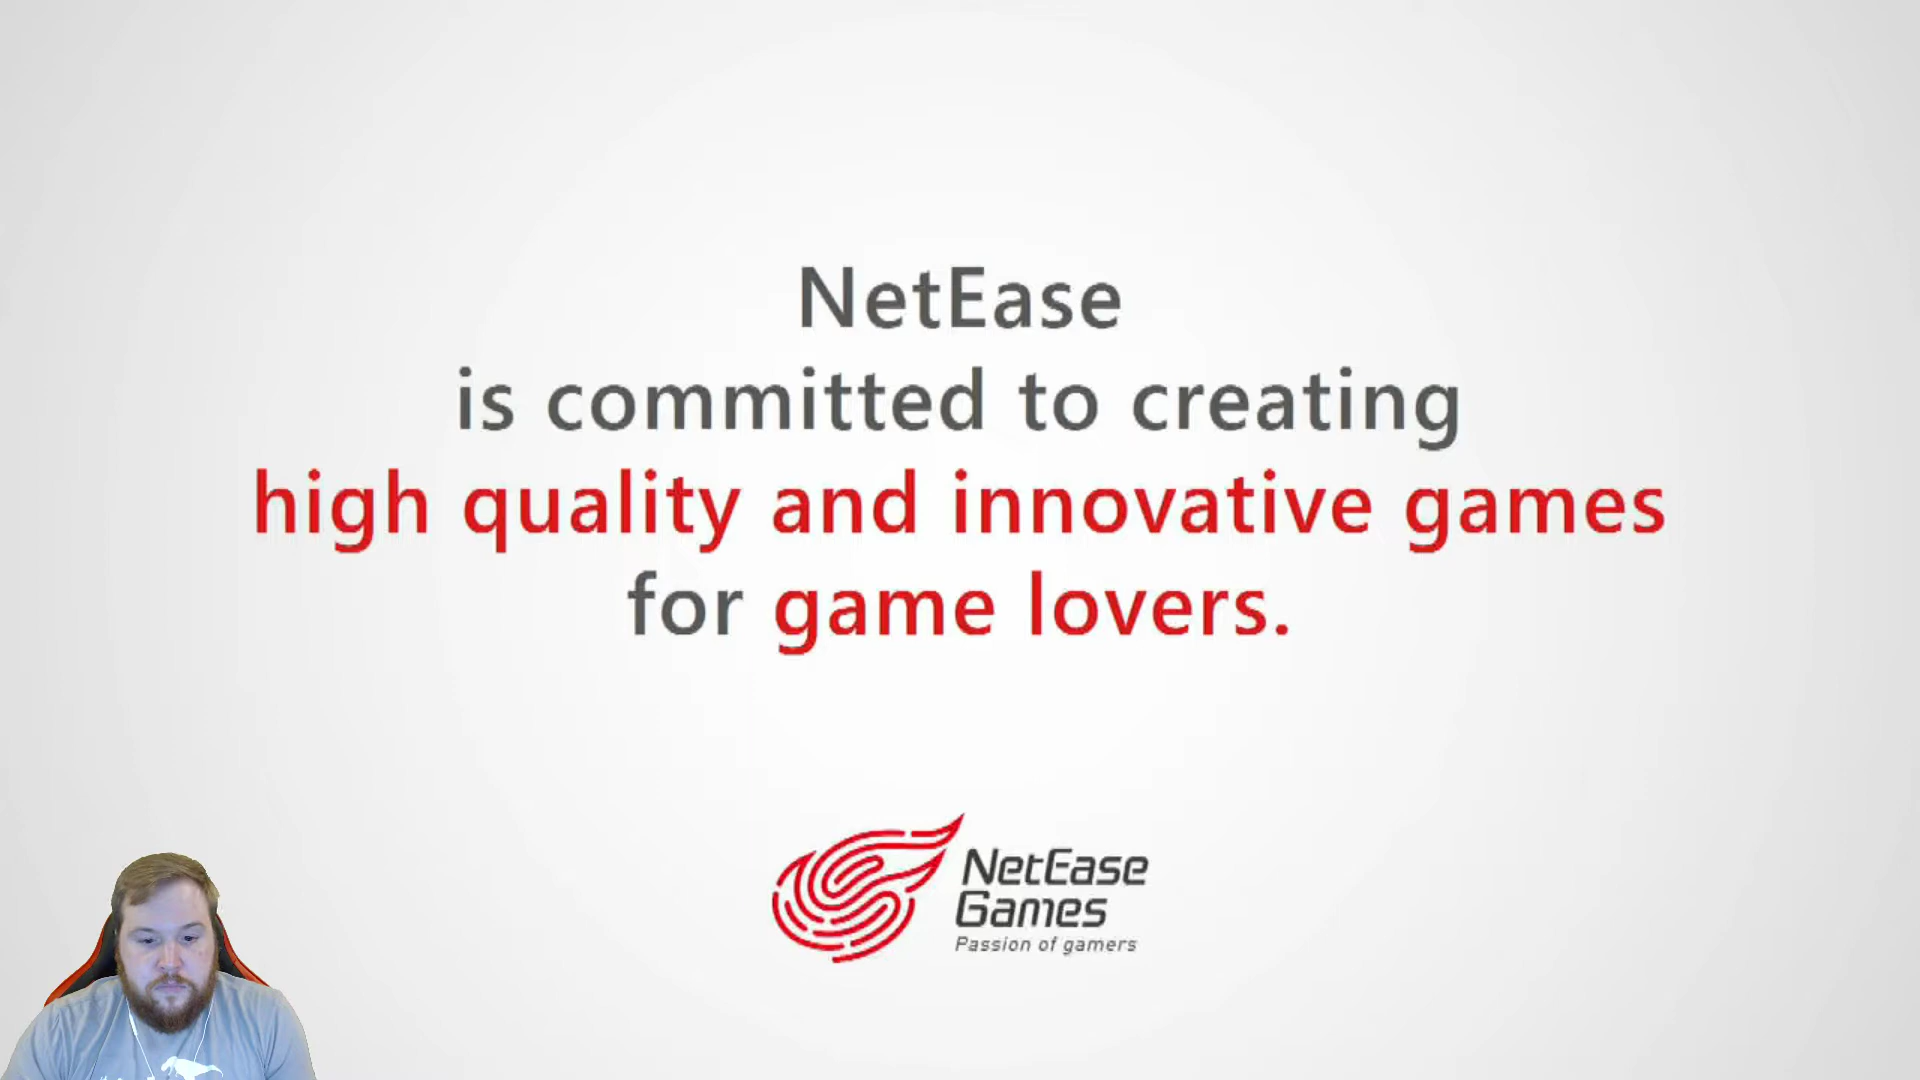 NetEase
is committed to creating
high quality and innovative games
for game lovers.
NetEase
Games
Passion of gamers